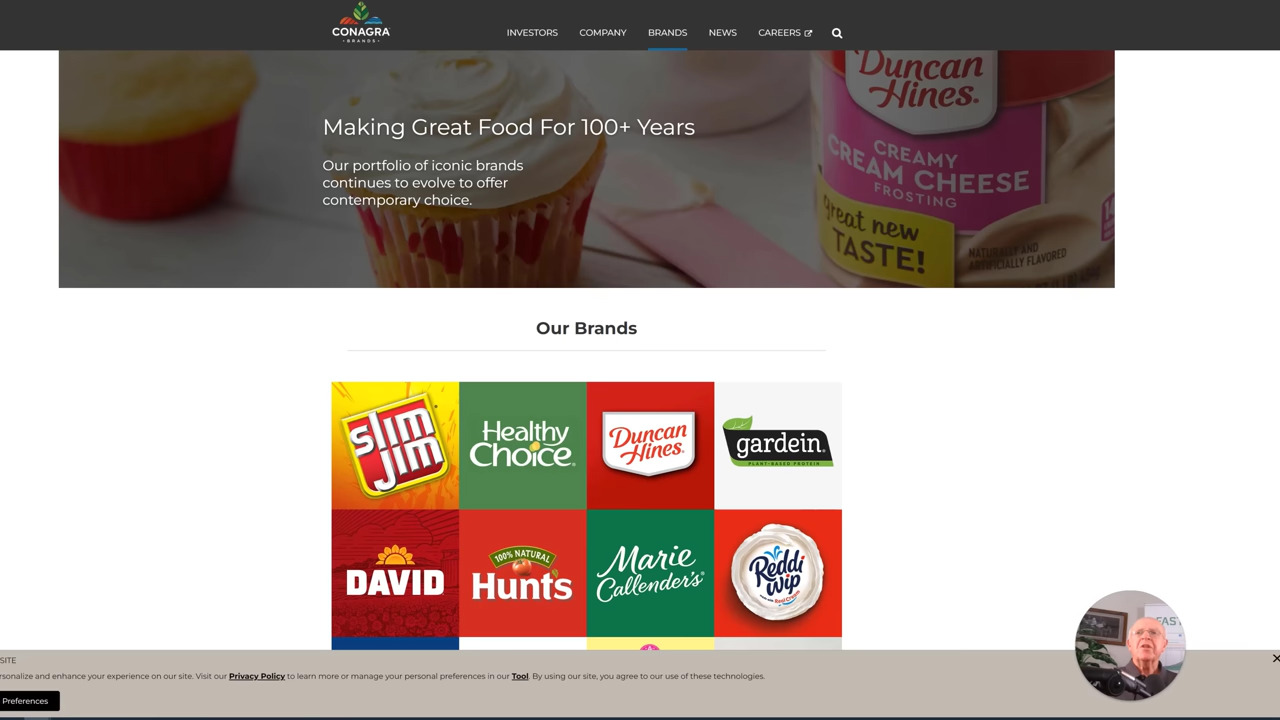 CONAGRA
BRANDS
INVESTORS
COMPANY
BRANDS
NEWS
CAREERS
Making Great Food For 100+ Years
Our portfolio of iconic brands
continues to evolve to offer
contemporary choice.
Duncan
Hines®
CREAMY
CREAM CHEESE
FROSTING
great new
TASTE!
NATURALLY AND
ARTIFICIALLY FLAVORED
Our Brands
Slim
Jim
Healthy
Choice®
Duncan
Hines®
gardein®
PLANT-BASED PROTEIN
DAVID
100% NATURAL
Hunt's
Marie
Callender's®
Reddi
Wip
SITE
rsonalize and enhance your experience on our site. Visit our Privacy Policy to learn more or manage your personal preferences in our Tool. By using our site, you agree to our use of these technologies.
Preferences
FAS